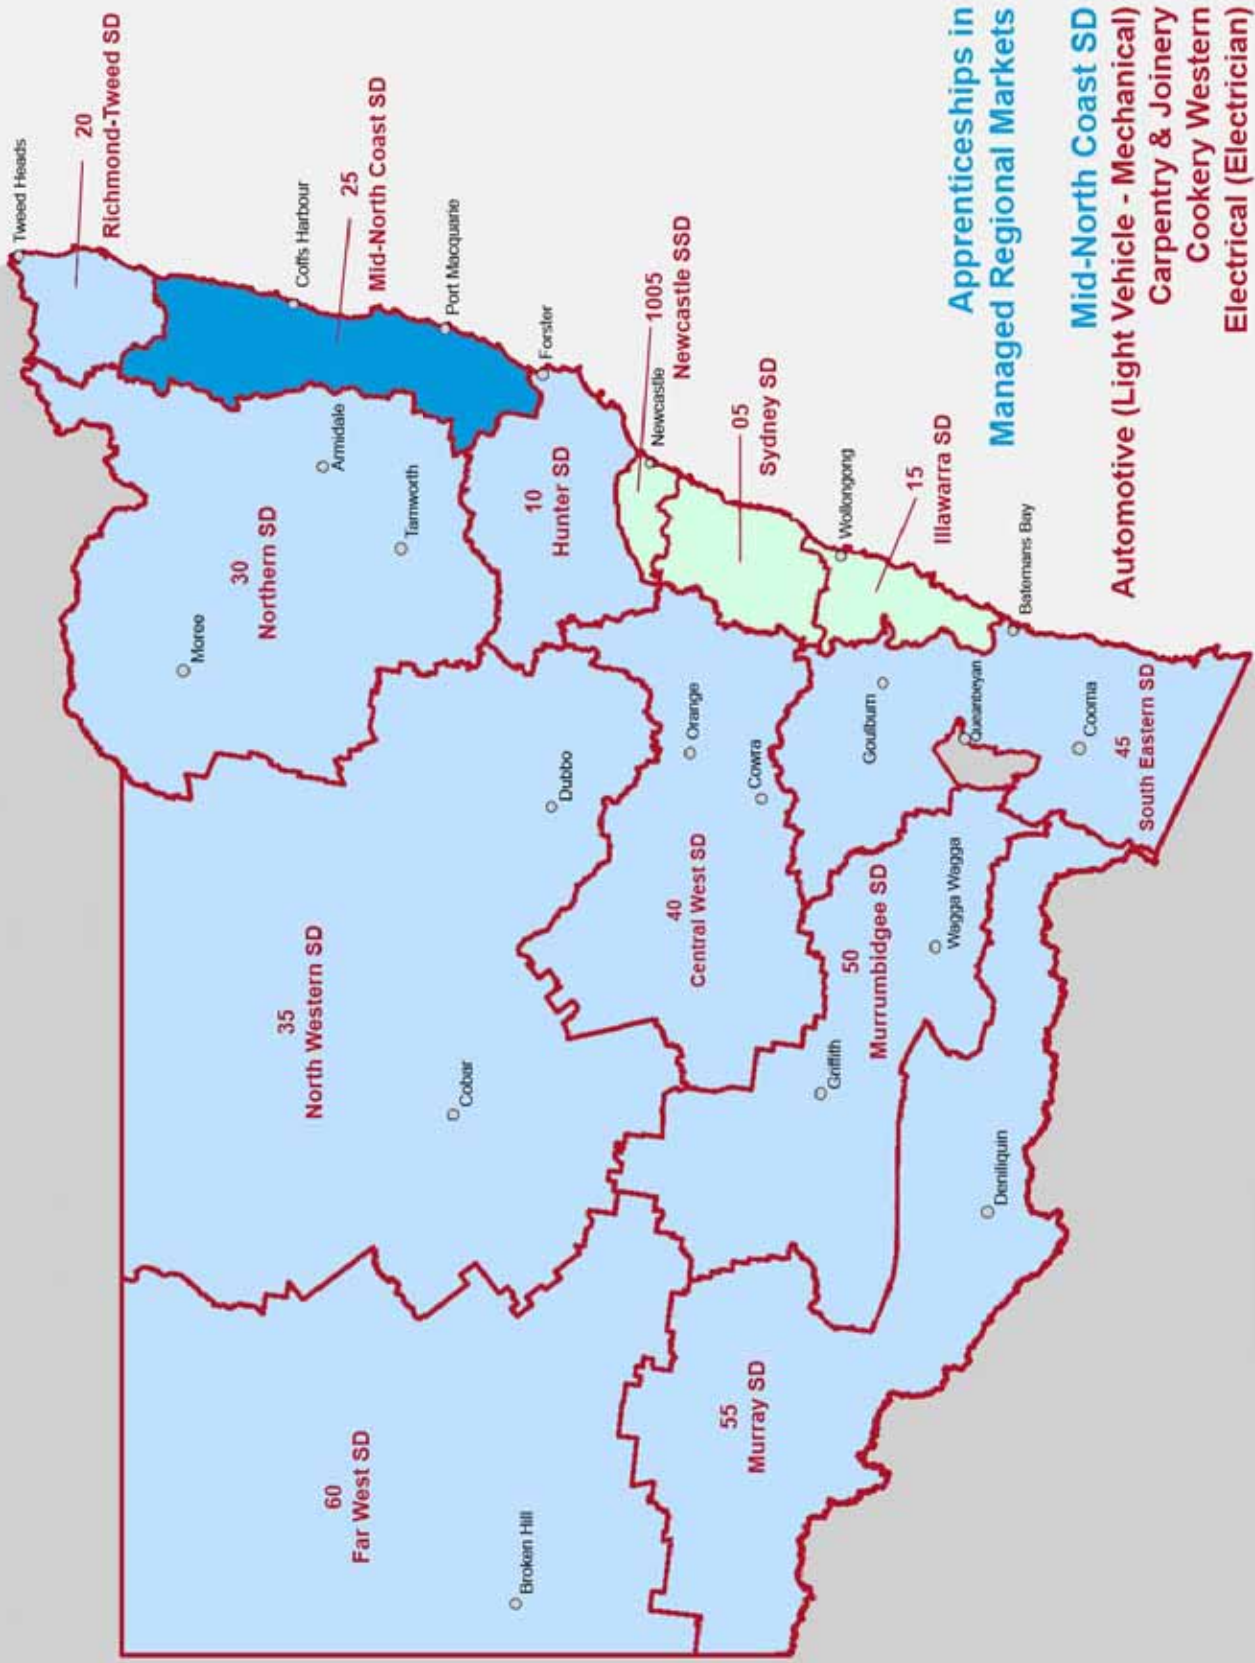 Apprenticeships in
Managed Regional Markets
Mid-North Coast SD
Automotive (Light Vehicle - Mechanical)
Carpentry & Joinery
Cookery Western
Electrical (Electrician)
Tweed Heads
20
Richmond-Tweed SD
Coffs Harbour
25
Mid-North Coast SD
Port Macquarie
Forster
Moree
30
Northern SD
Armidale
Tamworth
10
Hunter SD
Newcastle
1005
Newcastle SSD
05
Sydney SD
Wollongong
15
Illawarra SD
Batemans Bay
35
North Western SD
Dubbo
Cobar
Orange
Cowra
40
Central West SD
Goulburn
Queanbeyan
Cooma
45
South Eastern SD
50
Murrumbidgee SD
Wagga Wagga
Griffith
Deniliquin
60
Far West SD
Broken Hill
55
Murray SD